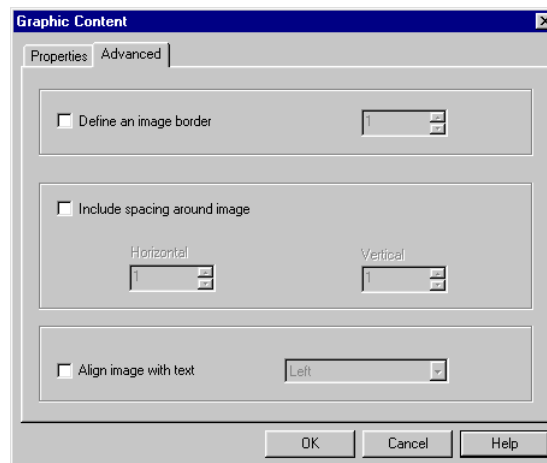 Graphic Content
Properties Advanced
Define an image border 1
Include spacing around image
Horizontal Vertical
1 1
Align image with text Left
OK Cancel Help